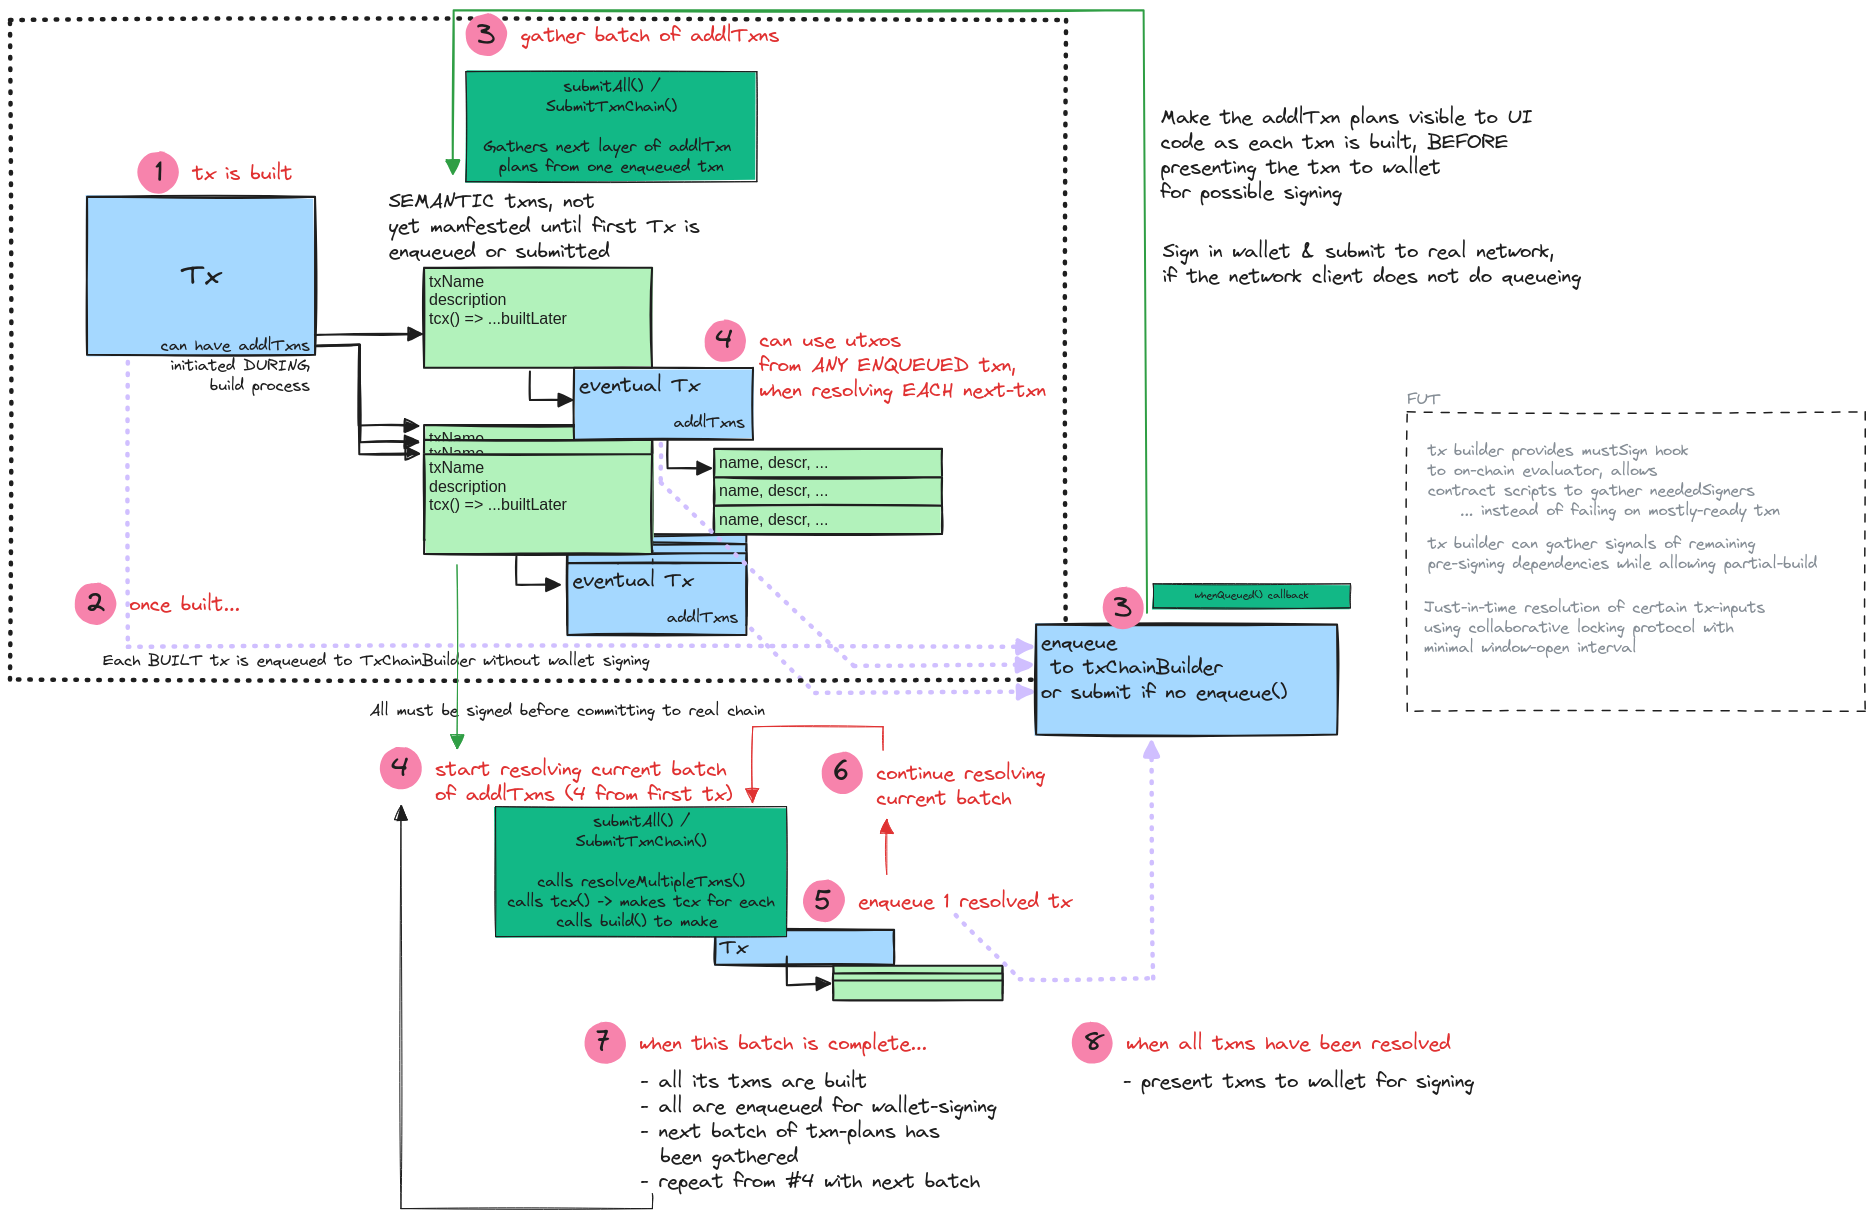 3
gather batch of addlTxns
submitAll() /
SubmitTxnChain()
Gathers next layer of addlTxn
plans from one enqueued txn
1
tx is built
Tx
can have addlTxns
initiated DURING
build process
SEMANTIC txns, not
yet manfested until first Tx is
enqueued or submitted
txName
description
tcx() => ...builtLater
eventual Tx
addlTxns
4
can use utxos
from ANY ENQUEUED txn,
when resolving EACH next-txn
txName
txName
txName
description
tcx() => ...builtLater
name, descr, ...
name, descr, ...
name, descr, ...
eventual Tx
addlTxns
2
once built...
Each BUILT tx is enqueued to TxChainBuilder without wallet signing
Make the addlTxn plans visible to UI
code as each txn is built, BEFORE
presenting the txn to wallet
for possible signing
Sign in wallet & submit to real network,
if the network client does not do queueing
FUT
tx builder provides mustSign hook
to on-chain evaluator, allows
contract scripts to gather neededSigners
... instead of failing on mostly-ready txn
tx builder can gather signals of remaining
pre-signing dependencies while allowing partial-build
Just-in-time resolution of certain tx-inputs
using collaborative locking protocol with
minimal window-open interval
3
whenQueued() callback
enqueue
to txChainBuilder
or submit if no enqueue()
All must be signed before committing to real chain
4
start resolving current batch
of addlTxns (4 from first tx)
submitAll() /
SubmitTxnChain()
calls resolveMultipleTxns()
calls tcx() -> makes tcx for each
calls build() to make
Tx
6
continue resolving
current batch
5
enqueue 1 resolved tx
7
when this batch is complete...
- all its txns are built
- all are enqueued for wallet-signing
- next batch of txn-plans has
been gathered
- repeat from #4 with next batch
8
when all txns have been resolved
- present txns to wallet for signing